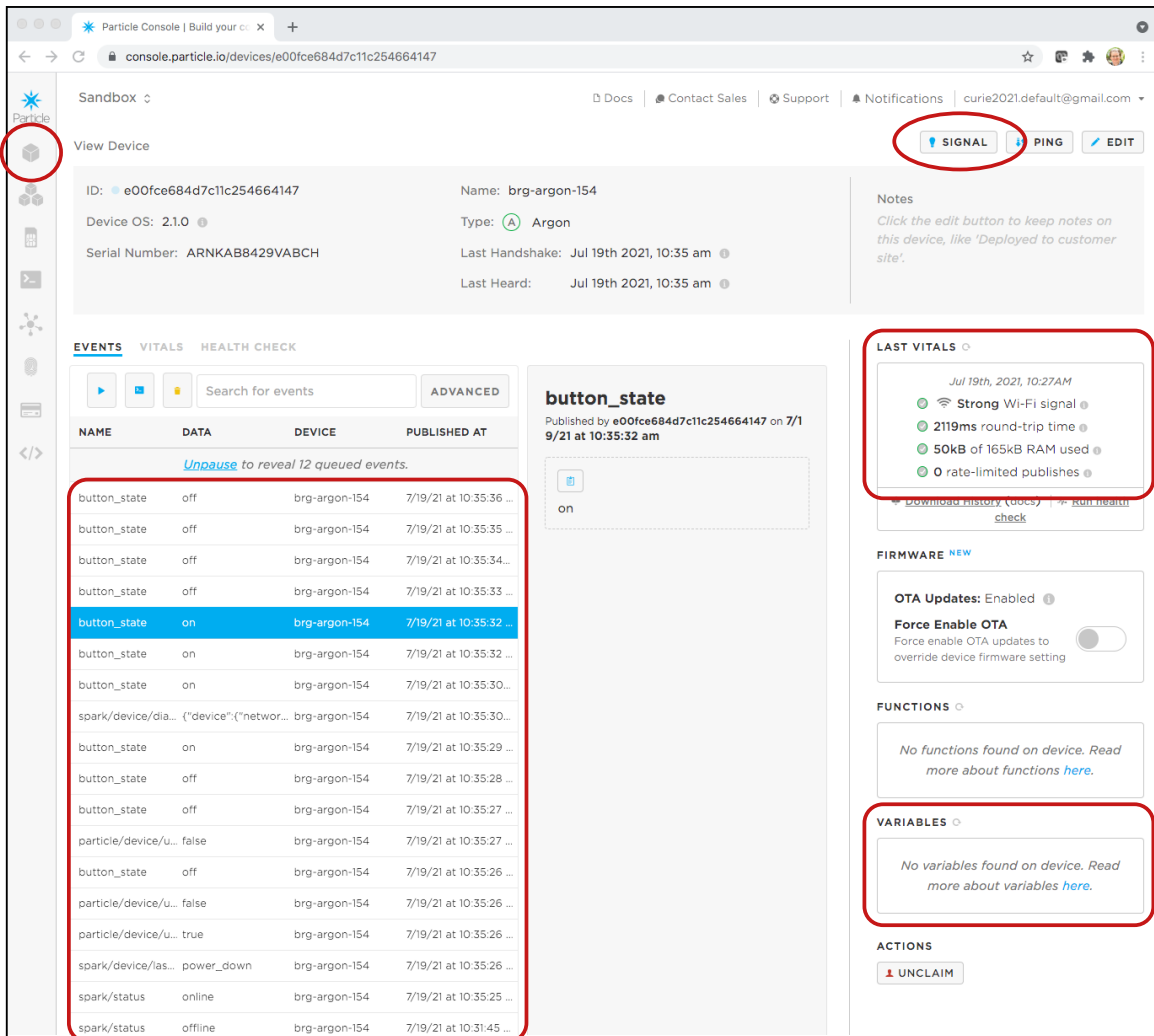 Particle Console | Build your co
console.particle.io/devices/e00fce684d7c11c254664147
Particle
Sandbox
Docs
Contact Sales
Support
Notifications
curie2021.default@gmail.com
View Device
SIGNAL
PING
EDIT
ID: e00fce684d7c11c254664147
Device OS: 2.1.0
Serial Number: ARNKAB8429VABCH
Name: brg-argon-154
Type: A Argon
Last Handshake: Jul 19th 2021, 10:35 am
Last Heard: Jul 19th 2021, 10:35 am
Notes
Click the edit button to keep notes on
this device, like 'Deployed to customer
site'.
EVENTS VITALS HEALTH CHECK
Search for events
ADVANCED
NAME DATA DEVICE PUBLISHED AT
Unpause to reveal 12 queued events.
button_state off brg-argon-154 7/19/21 at 10:35:36 ...
button_state off brg-argon-154 7/19/21 at 10:35:35 ...
button_state off brg-argon-154 7/19/21 at 10:35:34...
button_state off brg-argon-154 7/19/21 at 10:35:33 ...
button_state on brg-argon-154 7/19/21 at 10:35:32 ...
button_state on brg-argon-154 7/19/21 at 10:35:32 ...
button_state on brg-argon-154 7/19/21 at 10:35:30...
spark/device/dia... {"device":{"networ... brg-argon-154 7/19/21 at 10:35:30...
button_state on brg-argon-154 7/19/21 at 10:35:29 ...
button_state off brg-argon-154 7/19/21 at 10:35:28 ...
button_state off brg-argon-154 7/19/21 at 10:35:27 ...
particle/device/u... false brg-argon-154 7/19/21 at 10:35:27 ...
button_state off brg-argon-154 7/19/21 at 10:35:26 ...
particle/device/u... false brg-argon-154 7/19/21 at 10:35:26 ...
particle/device/u... true brg-argon-154 7/19/21 at 10:35:26 ...
spark/device/las... power_down brg-argon-154 7/19/21 at 10:35:26 ...
spark/status online brg-argon-154 7/19/21 at 10:35:25 ...
spark/status offline brg-argon-154 7/19/21 at 10:31:45 ...
button_state
Published by e00fce684d7c11c254664147 on 7/1
9/21 at 10:35:32 am
on
LAST VITALS
Jul 19th, 2021, 10:27AM
Strong Wi-Fi signal
2119ms round-trip time
50kB of 165kB RAM used
0 rate-limited publishes
Download History (docs) Run health
check
FIRMWARE NEW
OTA Updates: Enabled
Force Enable OTA
Force enable OTA updates to
override device firmware setting
FUNCTIONS
No functions found on device. Read
more about functions here.
VARIABLES
No variables found on device. Read
more about variables here.
ACTIONS
UNCLAIM